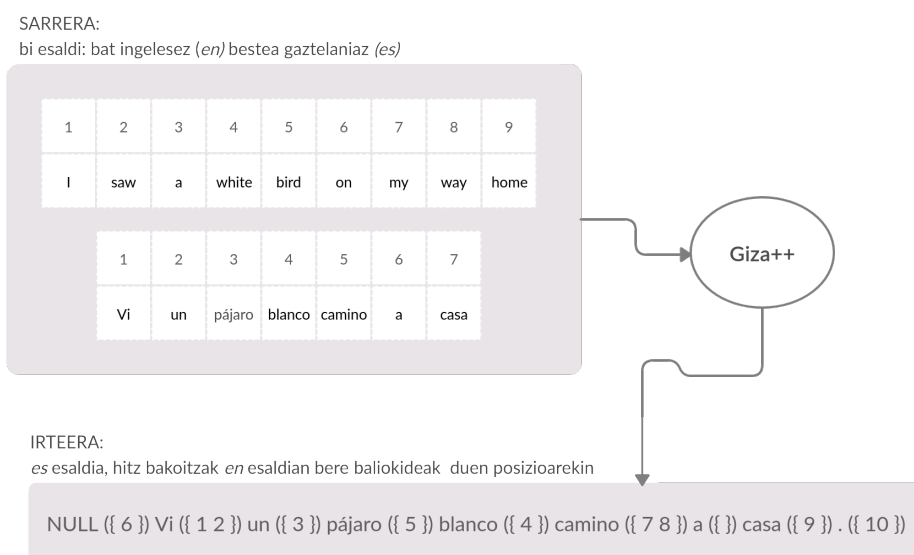 SARRERA:
bi esaldi: bat ingelesez (en) bestea gaztelaniaz (es)
1 2 3 4 5 6 7 8 9
I saw a white bird on my way home
1 2 3 4 5 6 7
Vi un pájaro blanco camino a casa
Giza++
IRTEERA:
es esaldia, hitz bakoitzak en esaldian bere baliokideak duen posizioarekin
NULL ({ 6 }) Vi ({ 1 2 }) un ({ 3 }) pájaro ({ 5 }) blanco ({ 4 }) camino ({ 7 8 }) a ({ }) casa ({ 9 }) . ({ 10 })